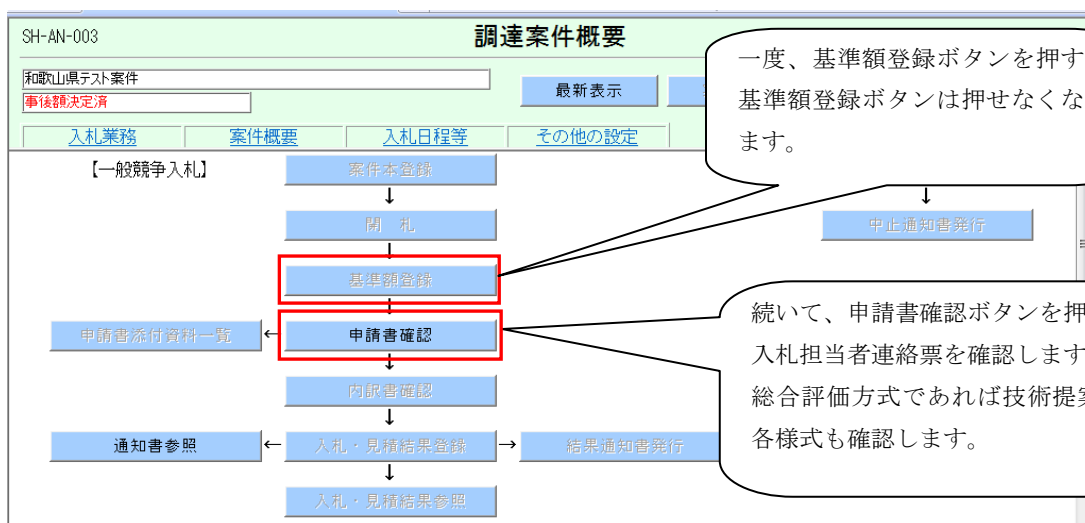 SH-AN-003
調達案件概要
和歌山県テスト案件
事後額決定済
最新表示
入札業務
案件概要
入札日程等
その他の設定
【一般競争入札】
案件本登録
↓
開 札
↓
中止通知書発行
基準額登録
申請書添付資料一覧
←
申請書確認
↓
内訳書確認
↓
通知書参照
←
入札・見積結果登録
→
結果通知書発行
↓
入札・見積結果参照
一度、基準額登録ボタンを押す
基準額登録ボタンは押せなくな
ます。
続いて、申請書確認ボタンを押
入札担当者連絡票を確認します
総合評価方式であれば技術提案
各様式も確認します。